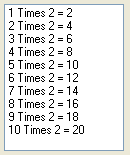 1 Times 2 = 2
2 Times 2 = 4
3 Times 2 = 6
4 Times 2 = 8
5 Times 2 = 10
6 Times 2 = 12
7 Times 2 = 14
8 Times 2 = 16
9 Times 2 = 18
10 Times 2 = 20